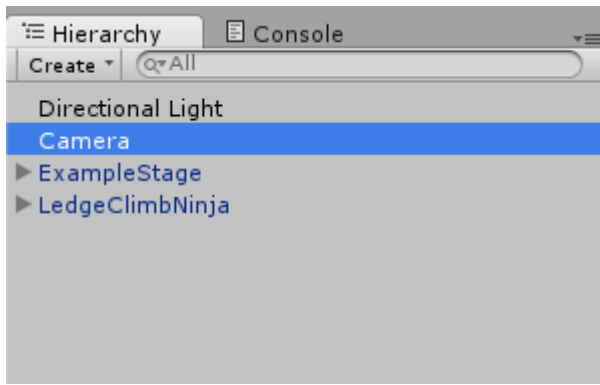 Hierarchy Console
Create All
Directional Light
Camera
ExampleStage
LedgeClimbNinja